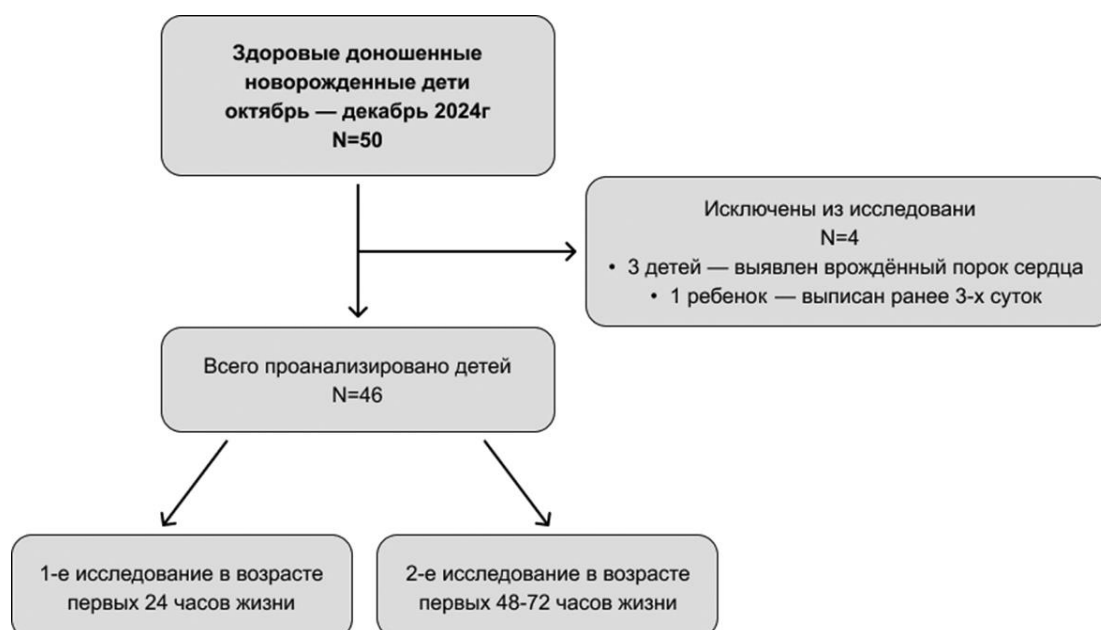 Здоровые доношенные
новорожденные дети
октябрь — декабрь 2024г
N=50
Исключены из исследовани
N=4
• 3 детей — выявлен врождённый порок сердца
• 1 ребенок — выписан ранее 3-х суток
Всего проанализировано детей
N=46
1-е исследование в возрасте
первых 24 часов жизни
2-е исследование в возрасте
первых 48-72 часов жизни